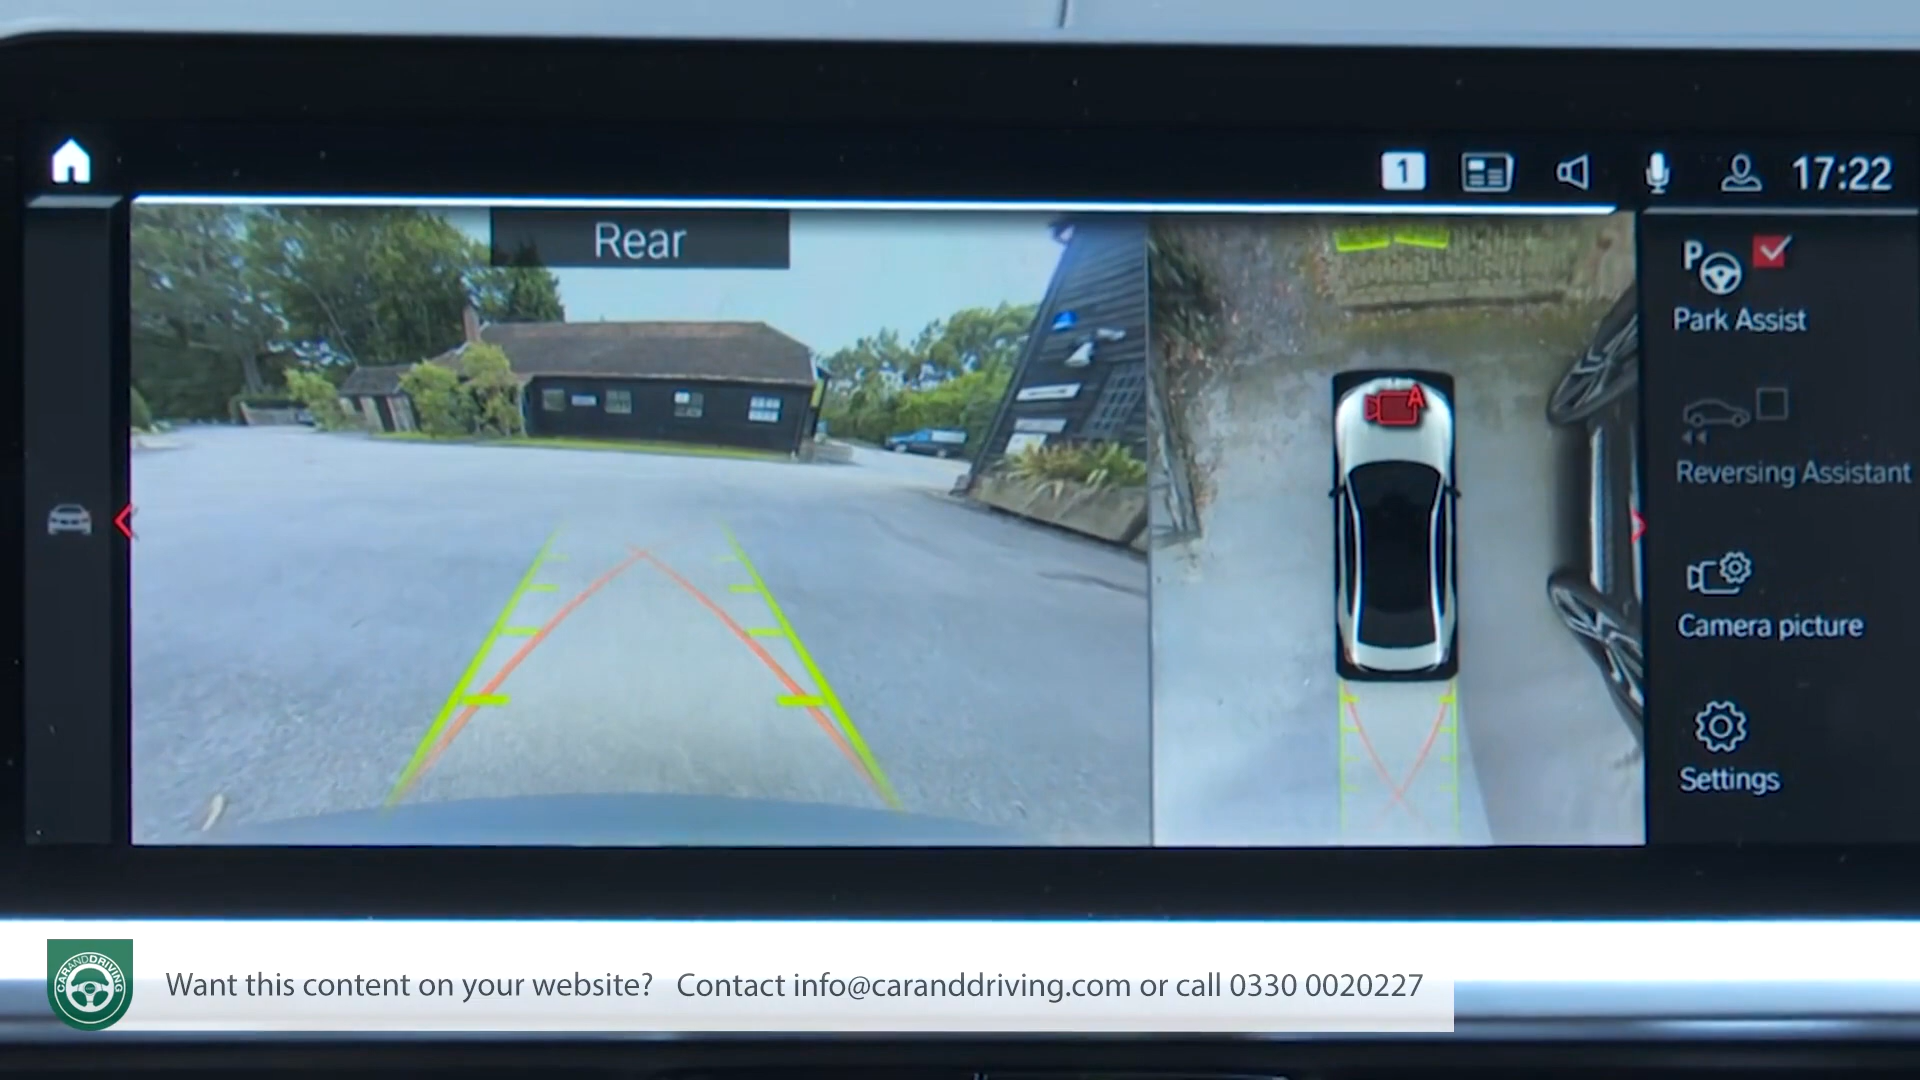 1
17:22
Rear
P
Park Assist
A
Reversing Assistant
Camera picture
Settings
CARANDDRIVING
Want this content on your website? Contact info@caranddriving.com or call 0330 0020227